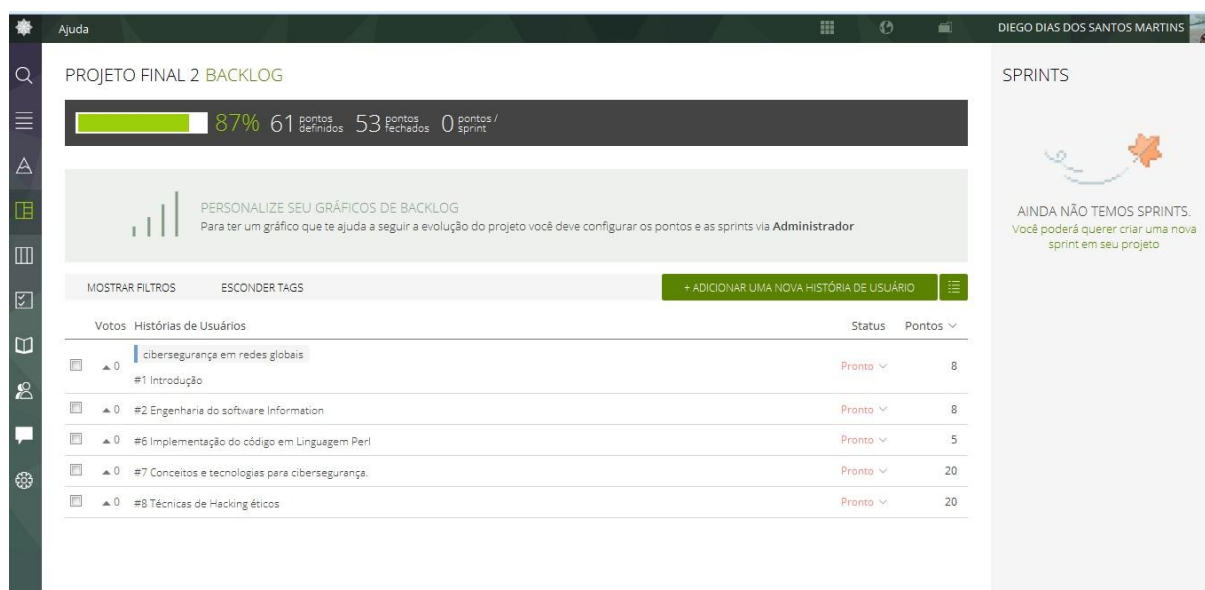 Ajuda
DIEGO DIAS DOS SANTOS MARTINS
PROJETO FINAL 2 BACKLOG
87% 61 pontos definidos 53 pontos fechados 0 pontos / sprint
PERSONALIZE SEU GRÁFICOS DE BACKLOG
Para ter um gráfico que te ajuda a seguir a evolução do projeto você deve configurar os pontos e as sprints via Administrador
MOSTRAR FILTROS ESCONDER TAGS + ADICIONAR UMA NOVA HISTÓRIA DE USUÁRIO
Votos Histórias de Usuários Status Pontos
cibersegurança em redes globais
0 #1 Introdução Pronto 8
0 #2 Engenharia do software Information Pronto 8
0 #6 Implementação do código em Linguagem Perl Pronto 5
0 #7 Conceitos e tecnologias para cibersegurança. Pronto 20
0 #8 Técnicas de Hacking éticos Pronto 20
SPRINTS
AINDA NÃO TEMOS SPRINTS.
Você poderá querer criar uma nova
sprint em seu projeto